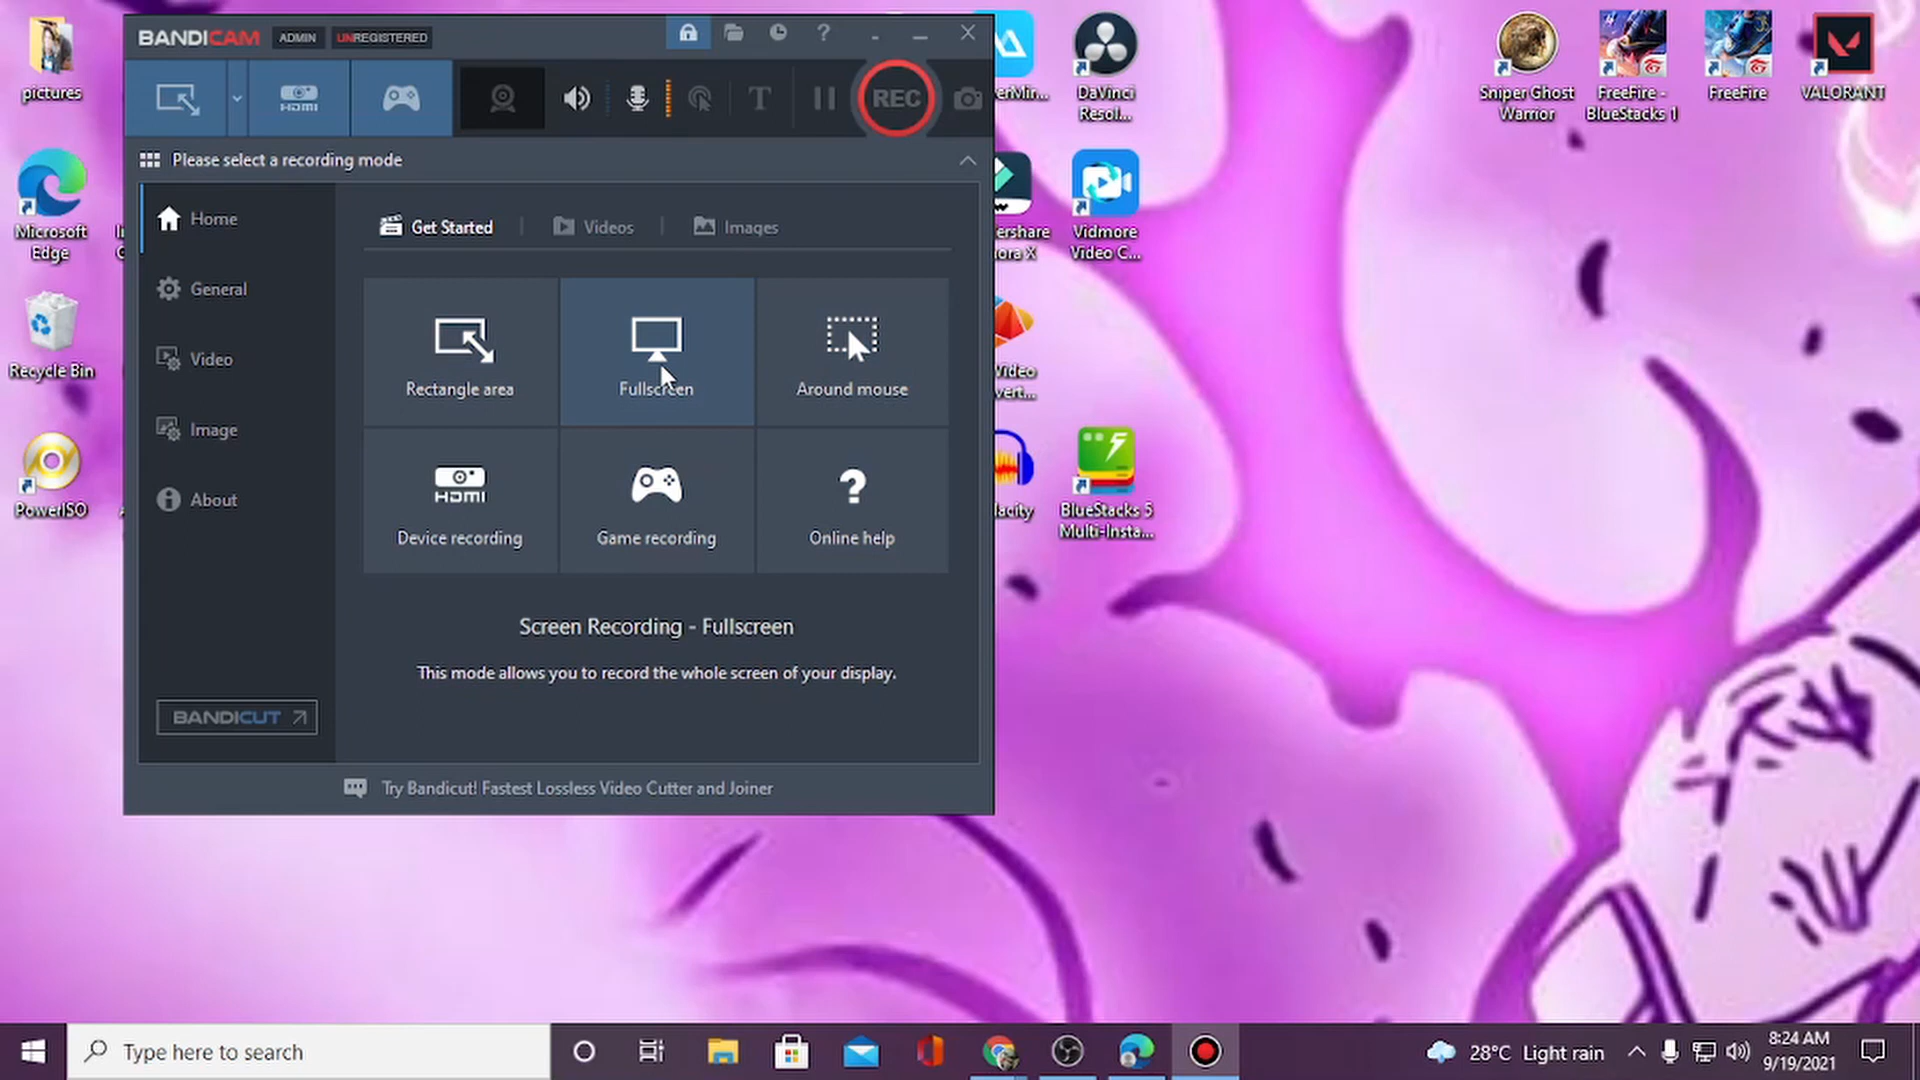 BANDICAM ADMIN UNREGISTERED
REC
Please select a recording mode
Home
General
Video
Image
About
BANDICUT
Get Started
Videos
Images
Rectangle area
Fullscreen
Around mouse
HDMI
Device recording
Game recording
Online help
Screen Recording - Fullscreen
This mode allows you to record the whole screen of your display.
Try Bandicut! Fastest Lossless Video Cutter and Joiner
pictures
Microsoft
Edge
Recycle Bin
PowerISO
DaVinci
Resol...
Vidmore
Video C...
BlueStacks 5
Multi-Insta...
Sniper Ghost
Warrior
FreeFire -
BlueStacks 1
FreeFire
VALORANT
Type here to search
28°C Light rain
8:24 AM
9/19/2021